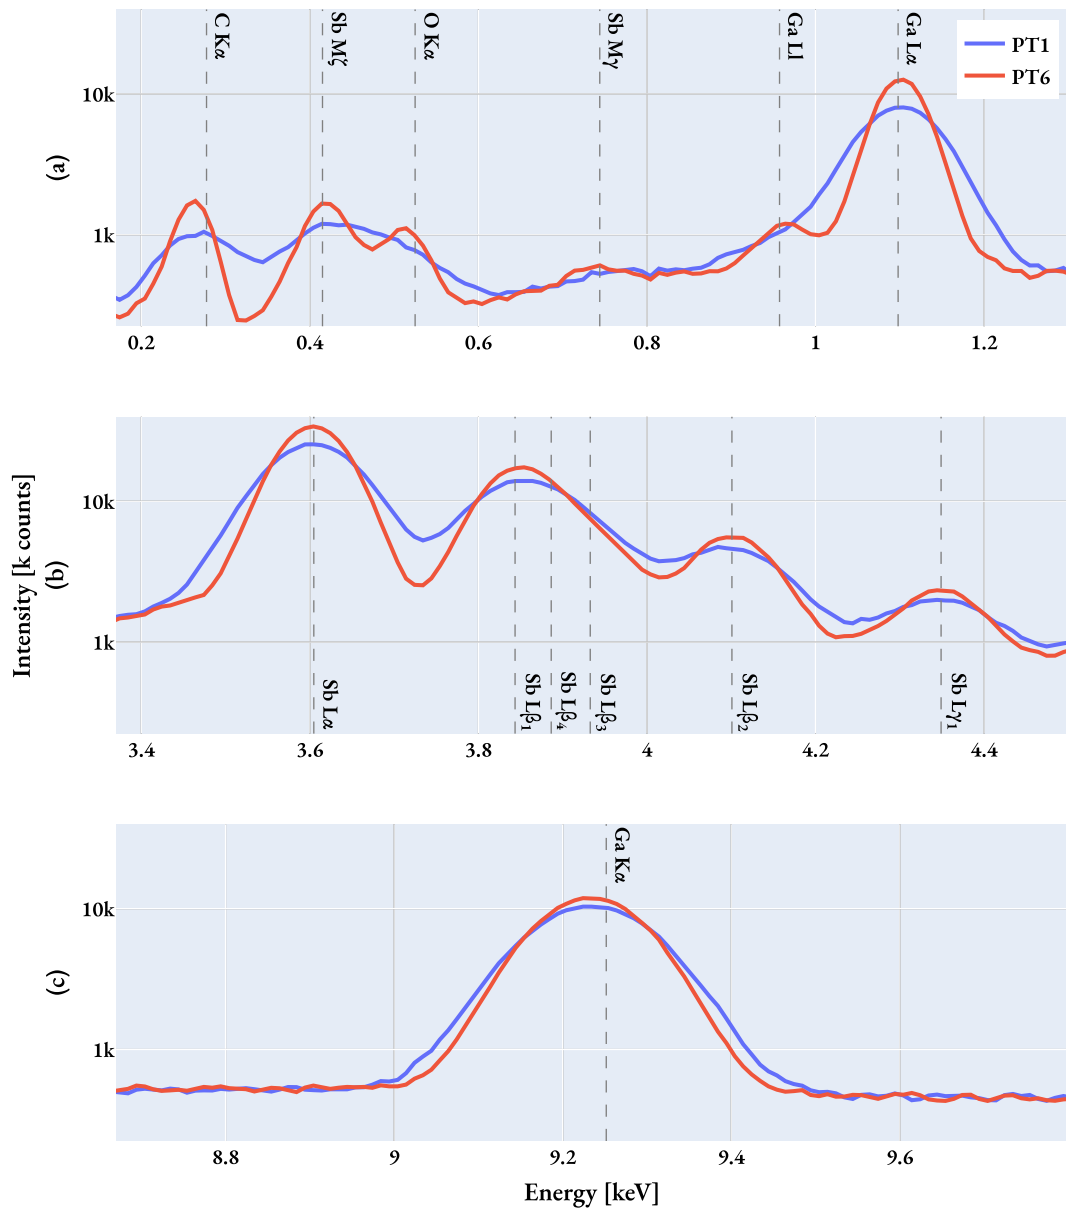 C Kα
Sb Mζ
O Kα
Sb Mγ
Ga Ll
Ga Lα
PT1
PT6
10k
1k
(a)
0.2 0.4 0.6 0.8 1 1.2
10k
1k
Intensity [k counts]
(b)
Sb Lα
Sb Lβ₁
Sb Lβ₄
Sb Lβ₃
Sb Lβ₂
Sb Lγ₁
3.4 3.6 3.8 4 4.2 4.4
Ga Kα
10k
1k
(c)
8.8 9 9.2 9.4 9.6
Energy [keV]